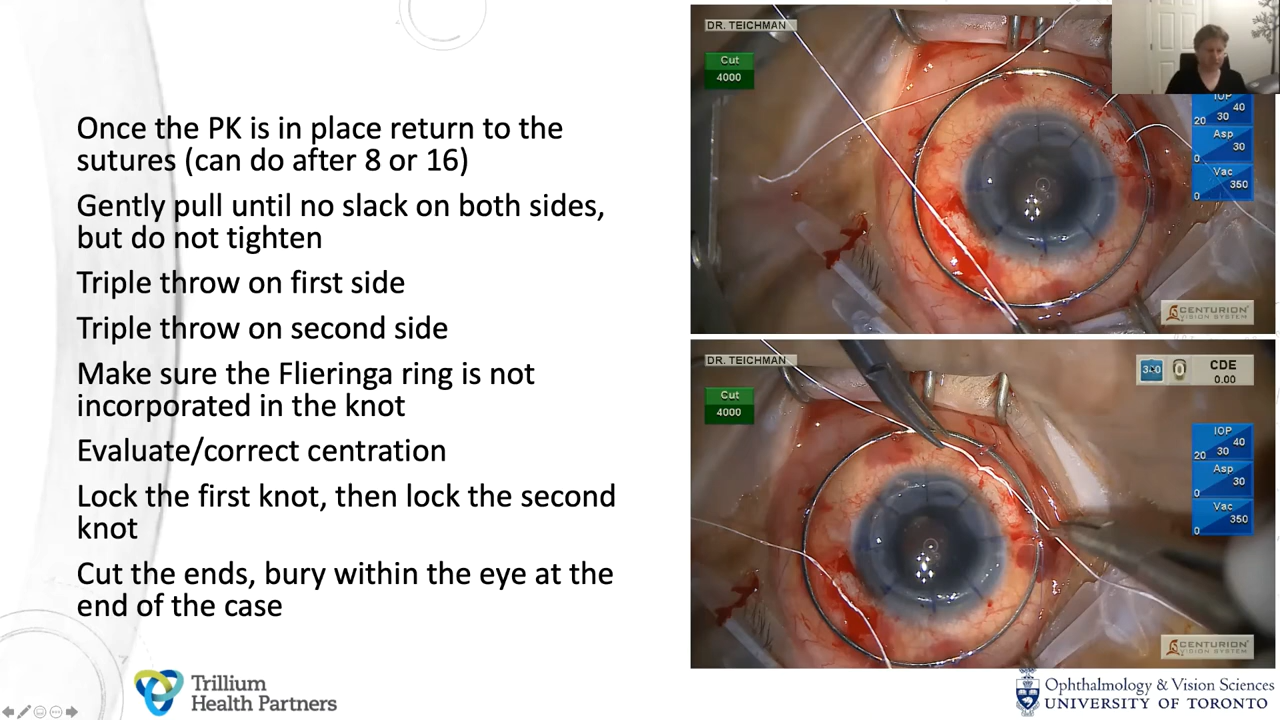 Once the PK is in place return to the
sutures (can do after 8 or 16)
Gently pull until no slack on both sides,
but do not tighten
Triple throw on first side
Triple throw on second side
Make sure the Flieringa ring is not
incorporated in the knot
Evaluate/correct centration
Lock the first knot, then lock the second
knot
Cut the ends, bury within the eye at the
end of the case
DR. TEICHMAN
Cut
4000
IOP
40
20 30
Asp
30
0
Vac
350
0
CENTURION
VISION SYSTEM
DR. TEICHMAN
Cut
4000
0
CDE
0.00
IOP
40
20 30
Asp
30
0
Vac
350
0
CENTURION
VISION SYSTEM
Trillium
Health Partners
Ophthalmology & Vision Sciences
UNIVERSITY OF TORONTO